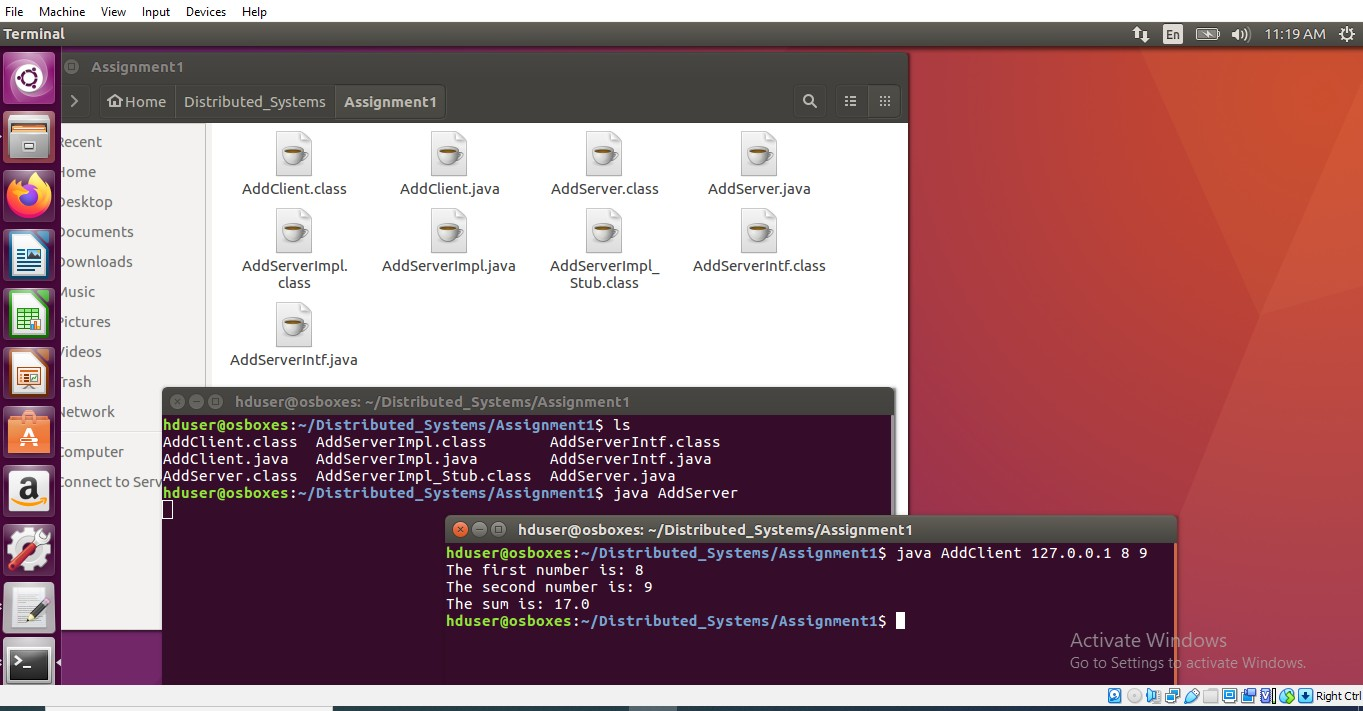 File Machine View Input Devices Help
Terminal
En
11:19 AM
Assignment1
Home Distributed_Systems Assignment1
Recent
Home
Desktop
Documents
Downloads
Music
Pictures
Videos
Trash
Network
Computer
Connect to Serv
AddClient.class AddClient.java AddServer.class AddServer.java
AddServerImpl.class AddServerImpl.java AddServerImpl_Stub.class AddServerIntf.class
AddServerIntf.java
hduser@osboxes: ~/Distributed_Systems/Assignment1
hduser@osboxes:~/Distributed_Systems/Assignment1$ ls
AddClient.class AddServerImpl.class AddServerIntf.class
AddClient.java AddServerImpl.java AddServerIntf.java
AddServer.class AddServerImpl_Stub.class AddServer.java
hduser@osboxes:~/Distributed_Systems/Assignment1$ java AddServer
hduser@osboxes: ~/Distributed_Systems/Assignment1
hduser@osboxes:~/Distributed_Systems/Assignment1$ java AddClient 127.0.0.1 8 9
The first number is: 8
The second number is: 9
The sum is: 17.0
hduser@osboxes:~/Distributed_Systems/Assignment1$
Activate Windows
Go to Settings to activate Windows.
Right Ctrl